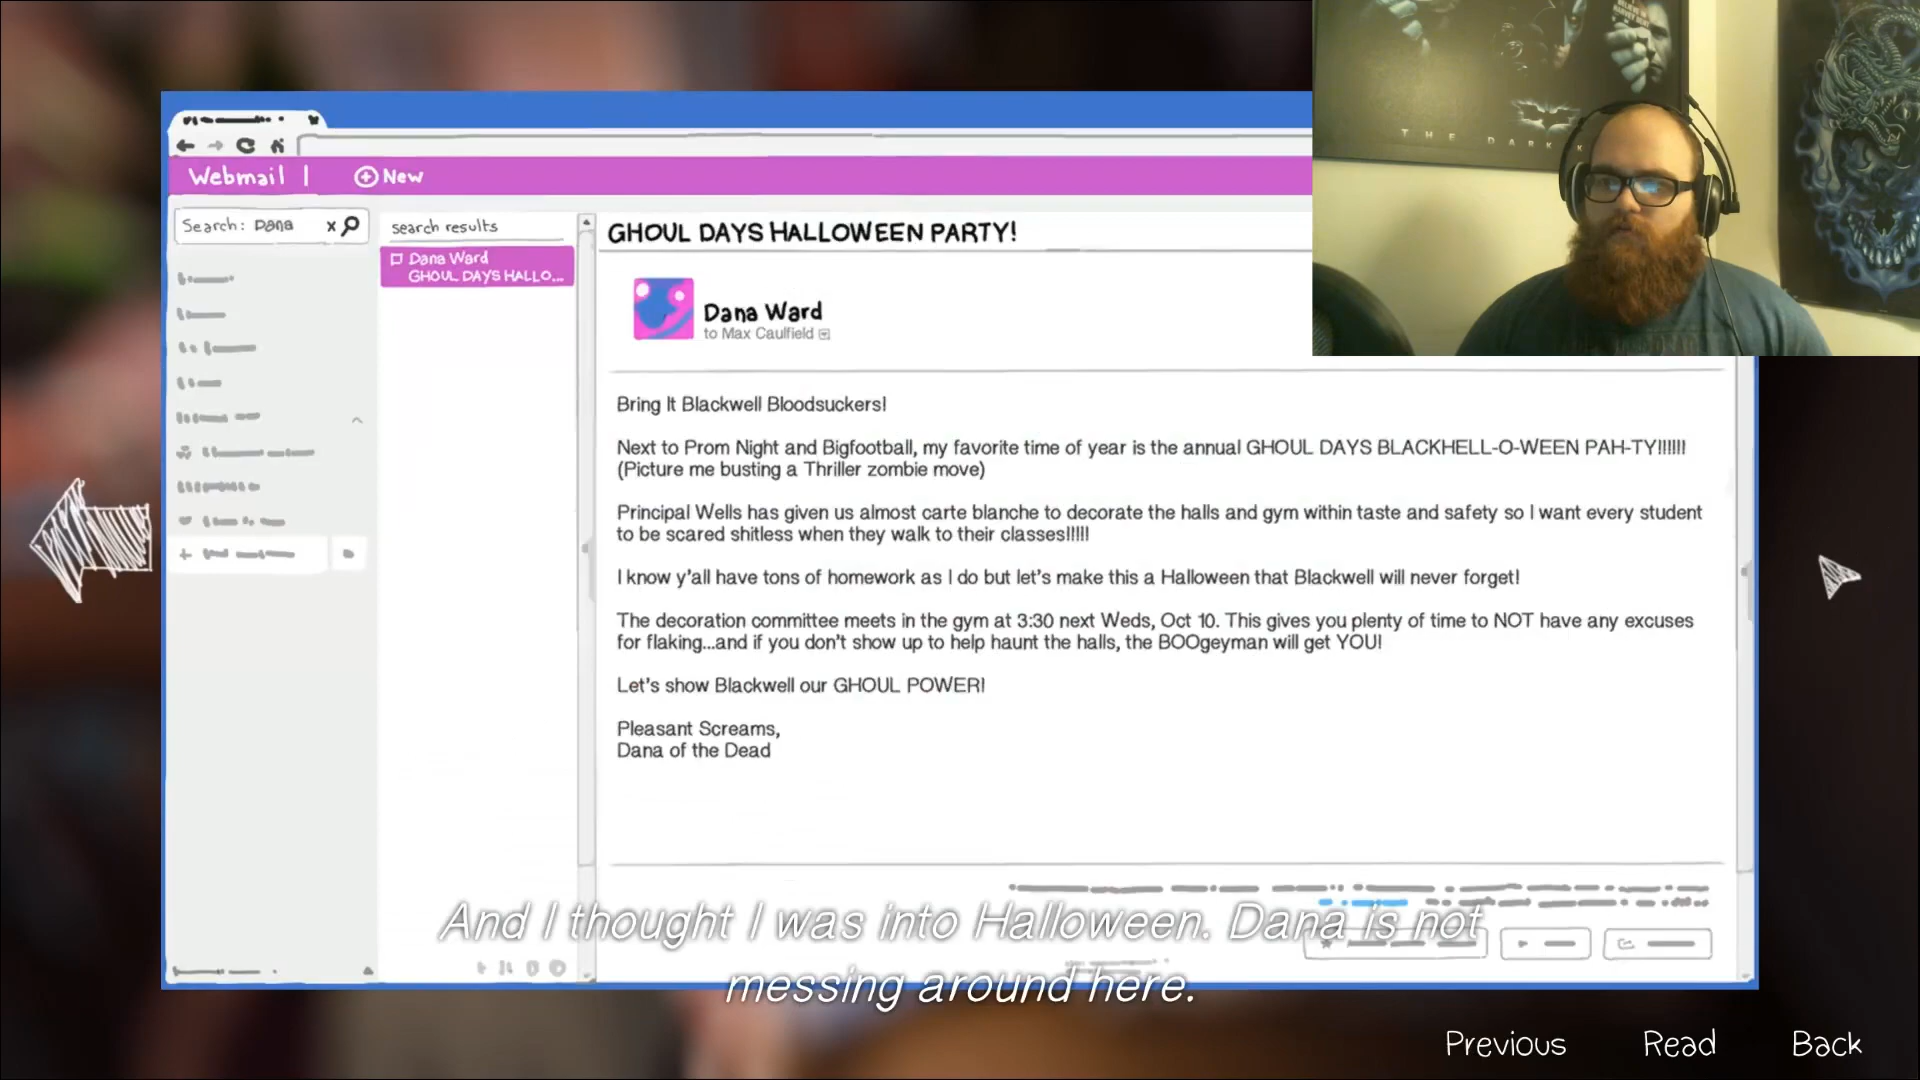 THE DARK K
Webmail |
New
Search: Dana x
search results
Dana Ward
GHOUL DAYS HALLO...
GHOUL DAYS HALLOWEEN PARTY!
Dana Ward
to Max Caulfield
Bring It Blackwell Bloodsuckers!
Next to Prom Night and Bigfootball, my favorite time of year is the annual GHOUL DAYS BLACKHELL-O-WEEN PAH-TY!!!!!!
(Picture me busting a Thriller zombie move)
Principal Wells has given us almost carte blanche to decorate the halls and gym within taste and safety so I want every student
to be scared shitless when they walk to their classes!!!!!
I know y'all have tons of homework as I do but let's make this a Halloween that Blackwell will never forget!
The decoration committee meets in the gym at 3:30 next Weds, Oct 10. This gives you plenty of time to NOT have any excuses
for flaking...and if you don't show up to help haunt the halls, the BOOgeyman will get YOU!
Let's show Blackwell our GHOUL POWER!
Pleasant Screams,
Dana of the Dead
And I thought I was into Halloween. Dana is not
messing around here.
Previous
Read
Back